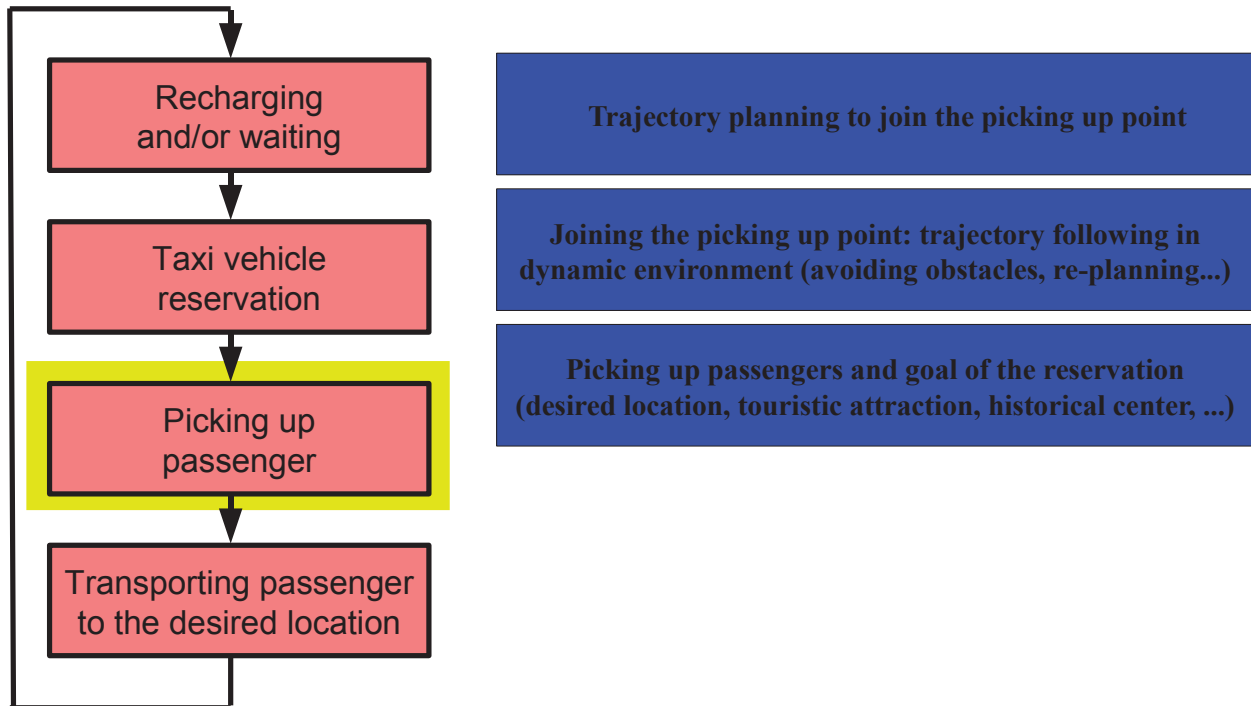 Recharging
and/or waiting
Taxi vehicle
reservation
Picking up
passenger
Transporting passenger
to the desired location
Trajectory planning to join the picking up point
Joining the picking up point: trajectory following in
dynamic environment (avoiding obstacles, re-planning...)
Picking up passengers and goal of the reservation
(desired location, touristic attraction, historical center, ...)